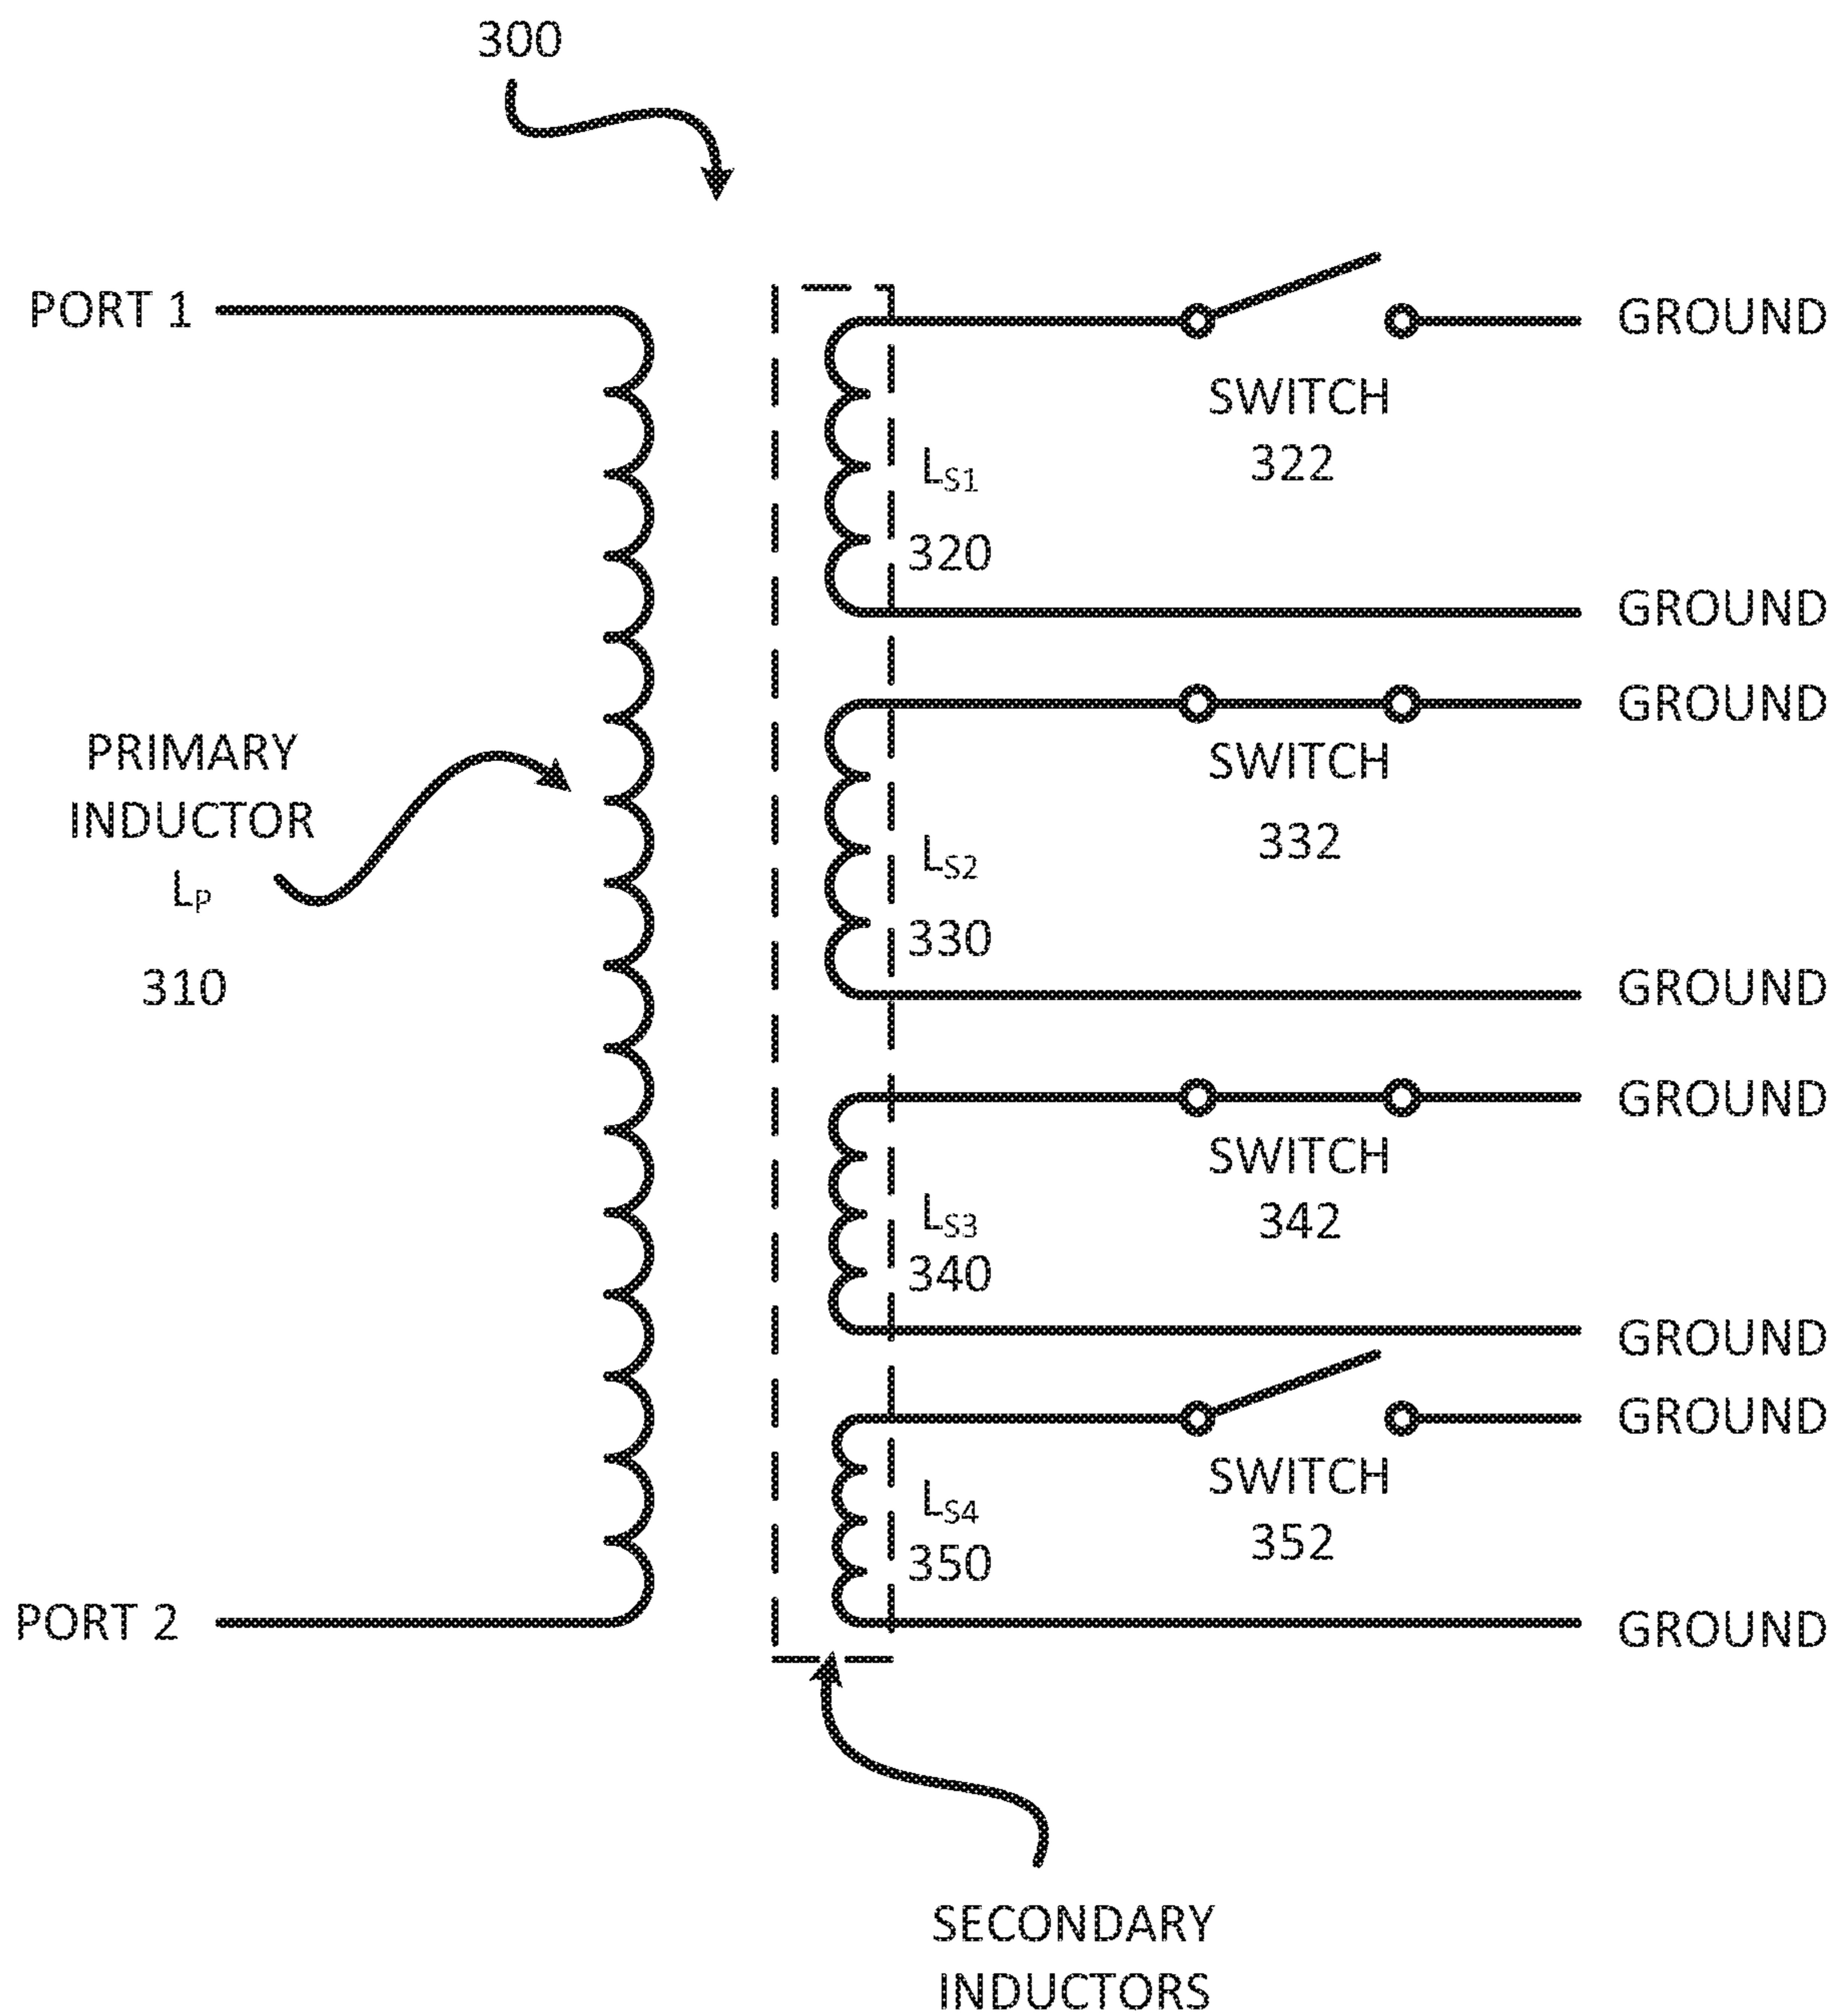 300
PORT 1
GROUND
SWITCH
322
LS1
320
GROUND
GROUND
PRIMARY
INDUCTOR
LP
310
SWITCH
332
LS2
330
GROUND
GROUND
SWITCH
342
LS3
340
GROUND
GROUND
SWITCH
352
LS4
350
PORT 2
GROUND
SECONDARY
INDUCTORS